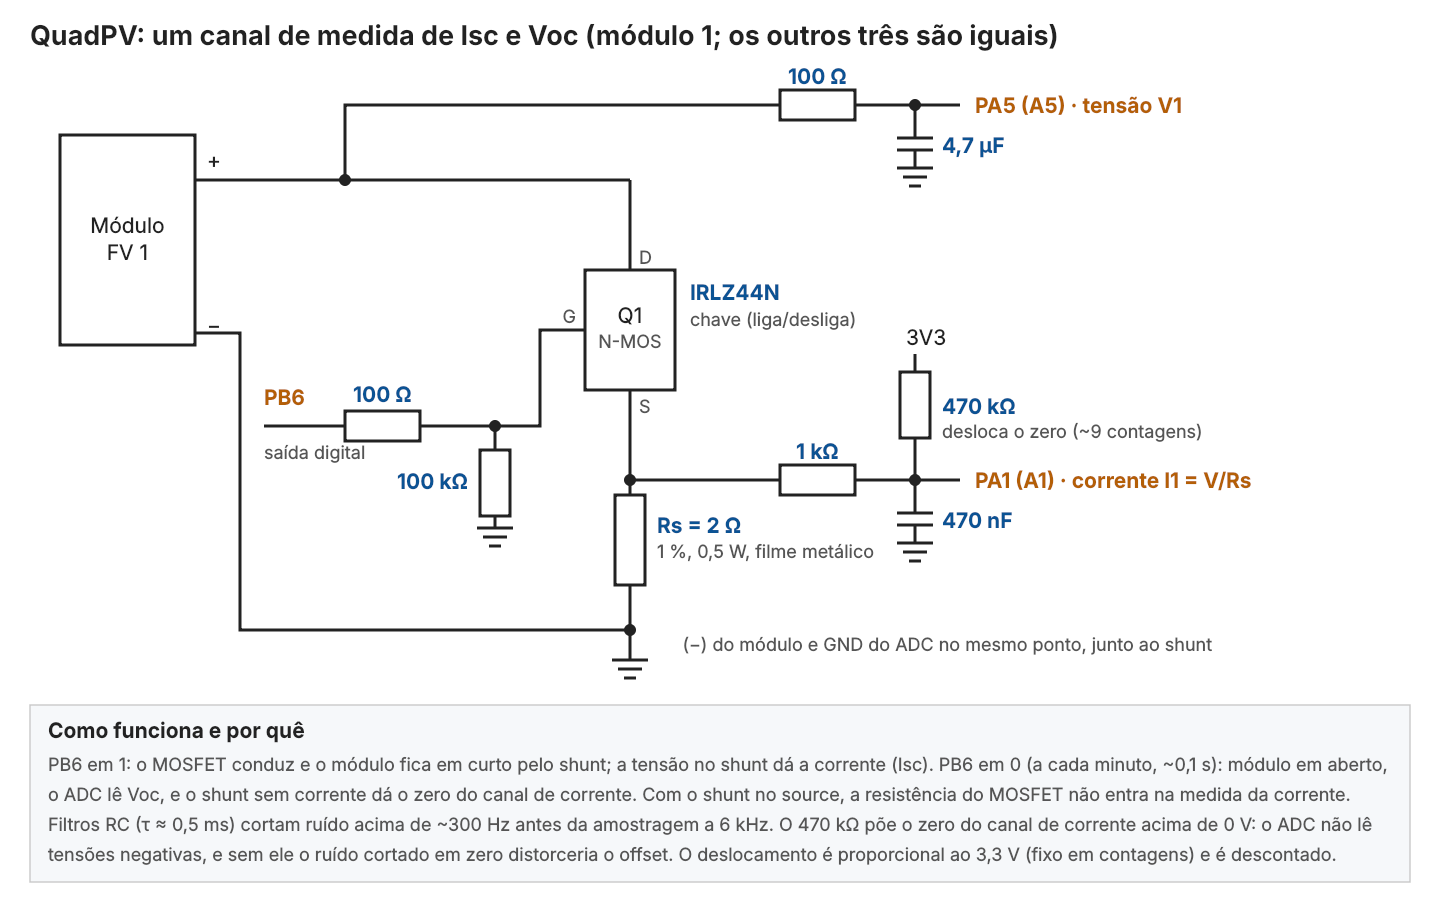 QuadPV: um canal de medida de Isc e Voc (módulo 1; os outros três são iguais)
100 Ω
PA5 (A5) · tensão V1
4,7 µF
+
Módulo
FV 1
−
D
G
Q1
N-MOS
IRLZ44N
chave (liga/desliga)
S
3V3
PB6
100 Ω
saída digital
100 kΩ
470 kΩ
desloca o zero (~9 contagens)
1 kΩ
PA1 (A1) · corrente I1 = V/Rs
470 nF
Rs = 2 Ω
1 %, 0,5 W, filme metálico
(−) do módulo e GND do ADC no mesmo ponto, junto ao shunt
Como funciona e por quê
PB6 em 1: o MOSFET conduz e o módulo fica em curto pelo shunt; a tensão no shunt dá a corrente (Isc). PB6 em 0 (a cada minuto, ~0,1 s): módulo em aberto,
o ADC lê Voc, e o shunt sem corrente dá o zero do canal de corrente. Com o shunt no source, a resistência do MOSFET não entra na medida da corrente.
Filtros RC (τ ≈ 0,5 ms) cortam ruído acima de ~300 Hz antes da amostragem a 6 kHz. O 470 kΩ põe o zero do canal de corrente acima de 0 V: o ADC não lê
tensões negativas, e sem ele o ruído cortado em zero distorceria o offset. O deslocamento é proporcional ao 3,3 V (fixo em contagens) e é descontado.